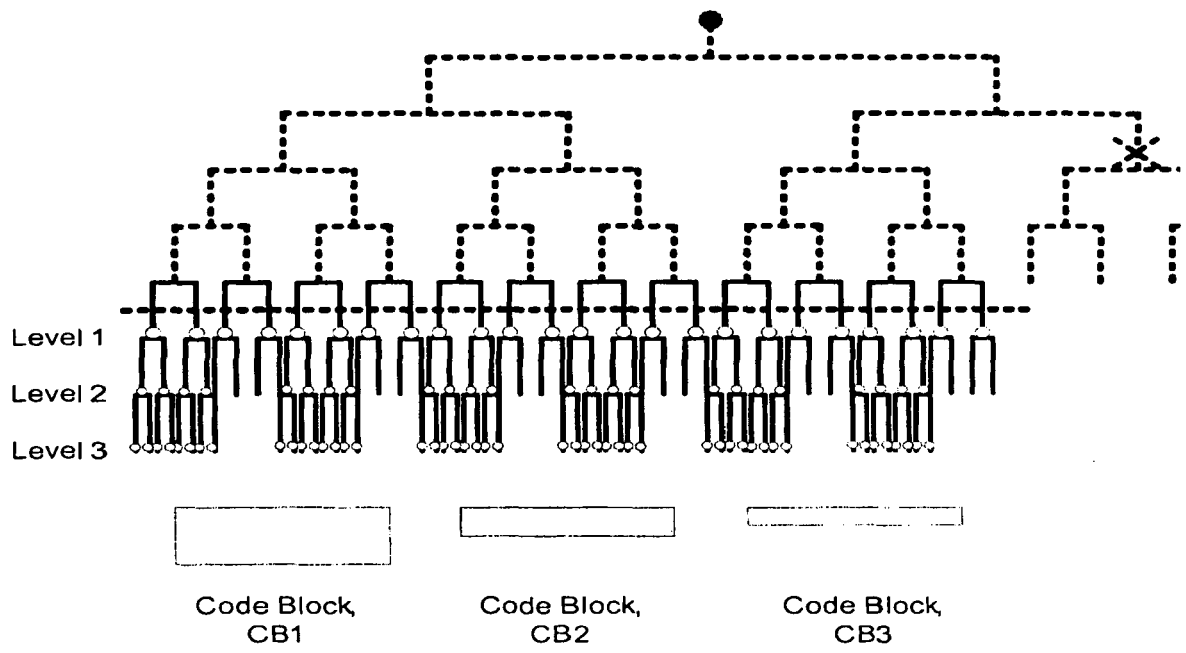 Level 1
Level 2
Level 3
Code Block,
CB1
Code Block,
CB2
Code Block,
CB3